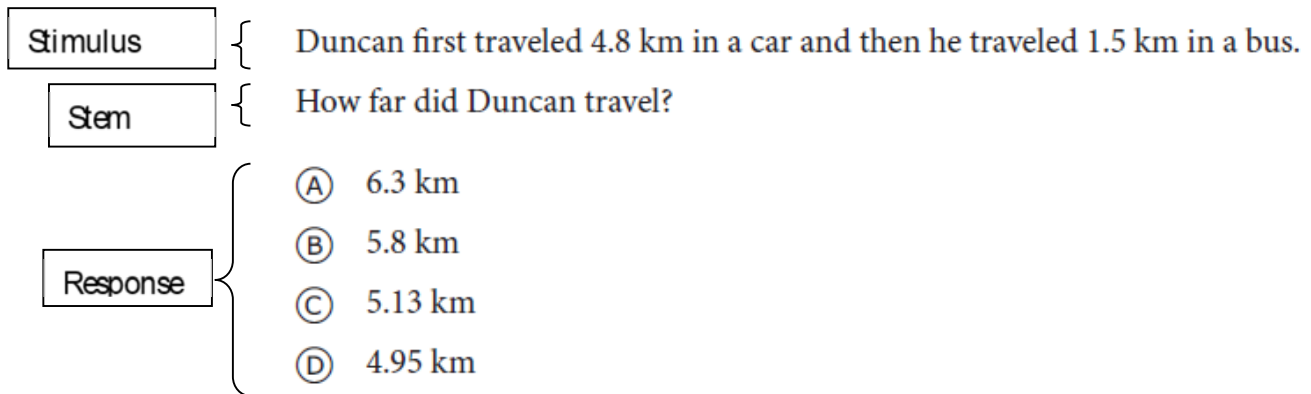 Stimulus Duncan first traveled 4.8 km in a car and then he traveled 1.5 km in a bus.
Stem How far did Duncan travel?
A 6.3 km
B 5.8 km
Response
C 5.13 km
D 4.95 km